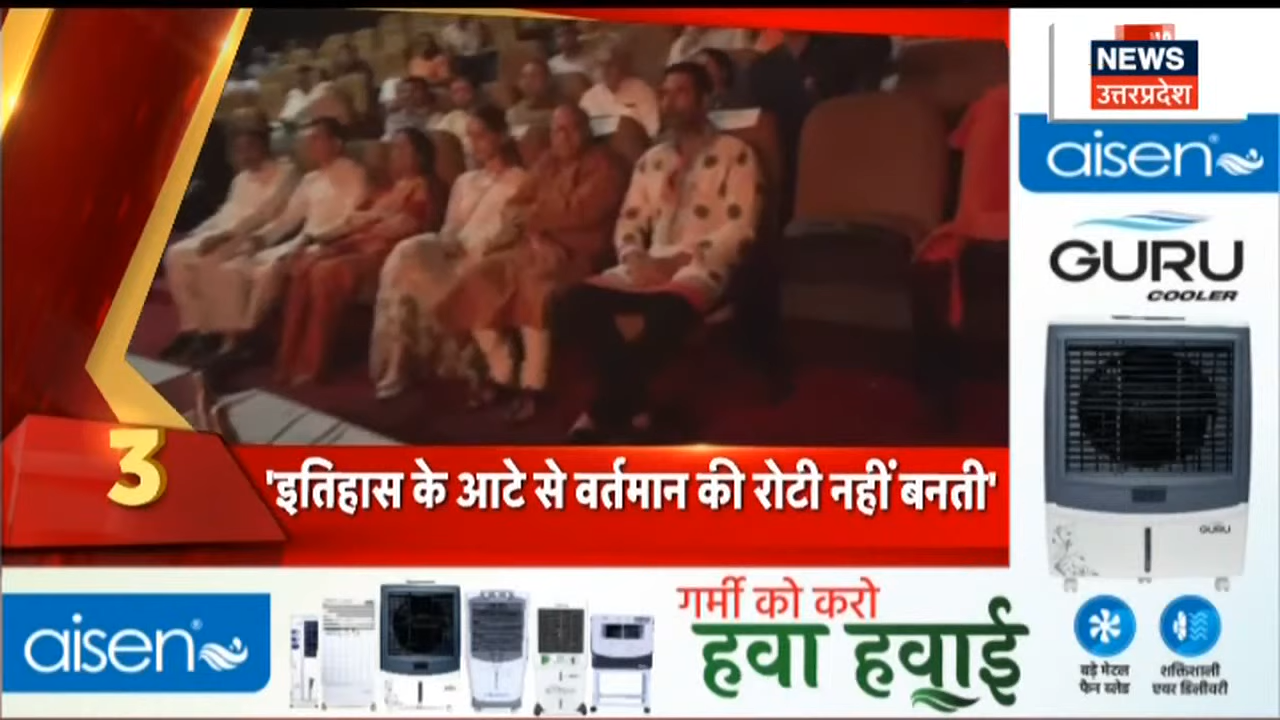 NEWS
उत्तरप्रदेश
aisen
GURU
COOLER
3
'इतिहास के आटे से वर्तमान की रोटी नहीं बनती'
GURU
aisen
गर्मी को करो
हवा हवाई
बड़े मेटल
फैन ब्लेड
शक्तिशाली
एयर डिलीवरी